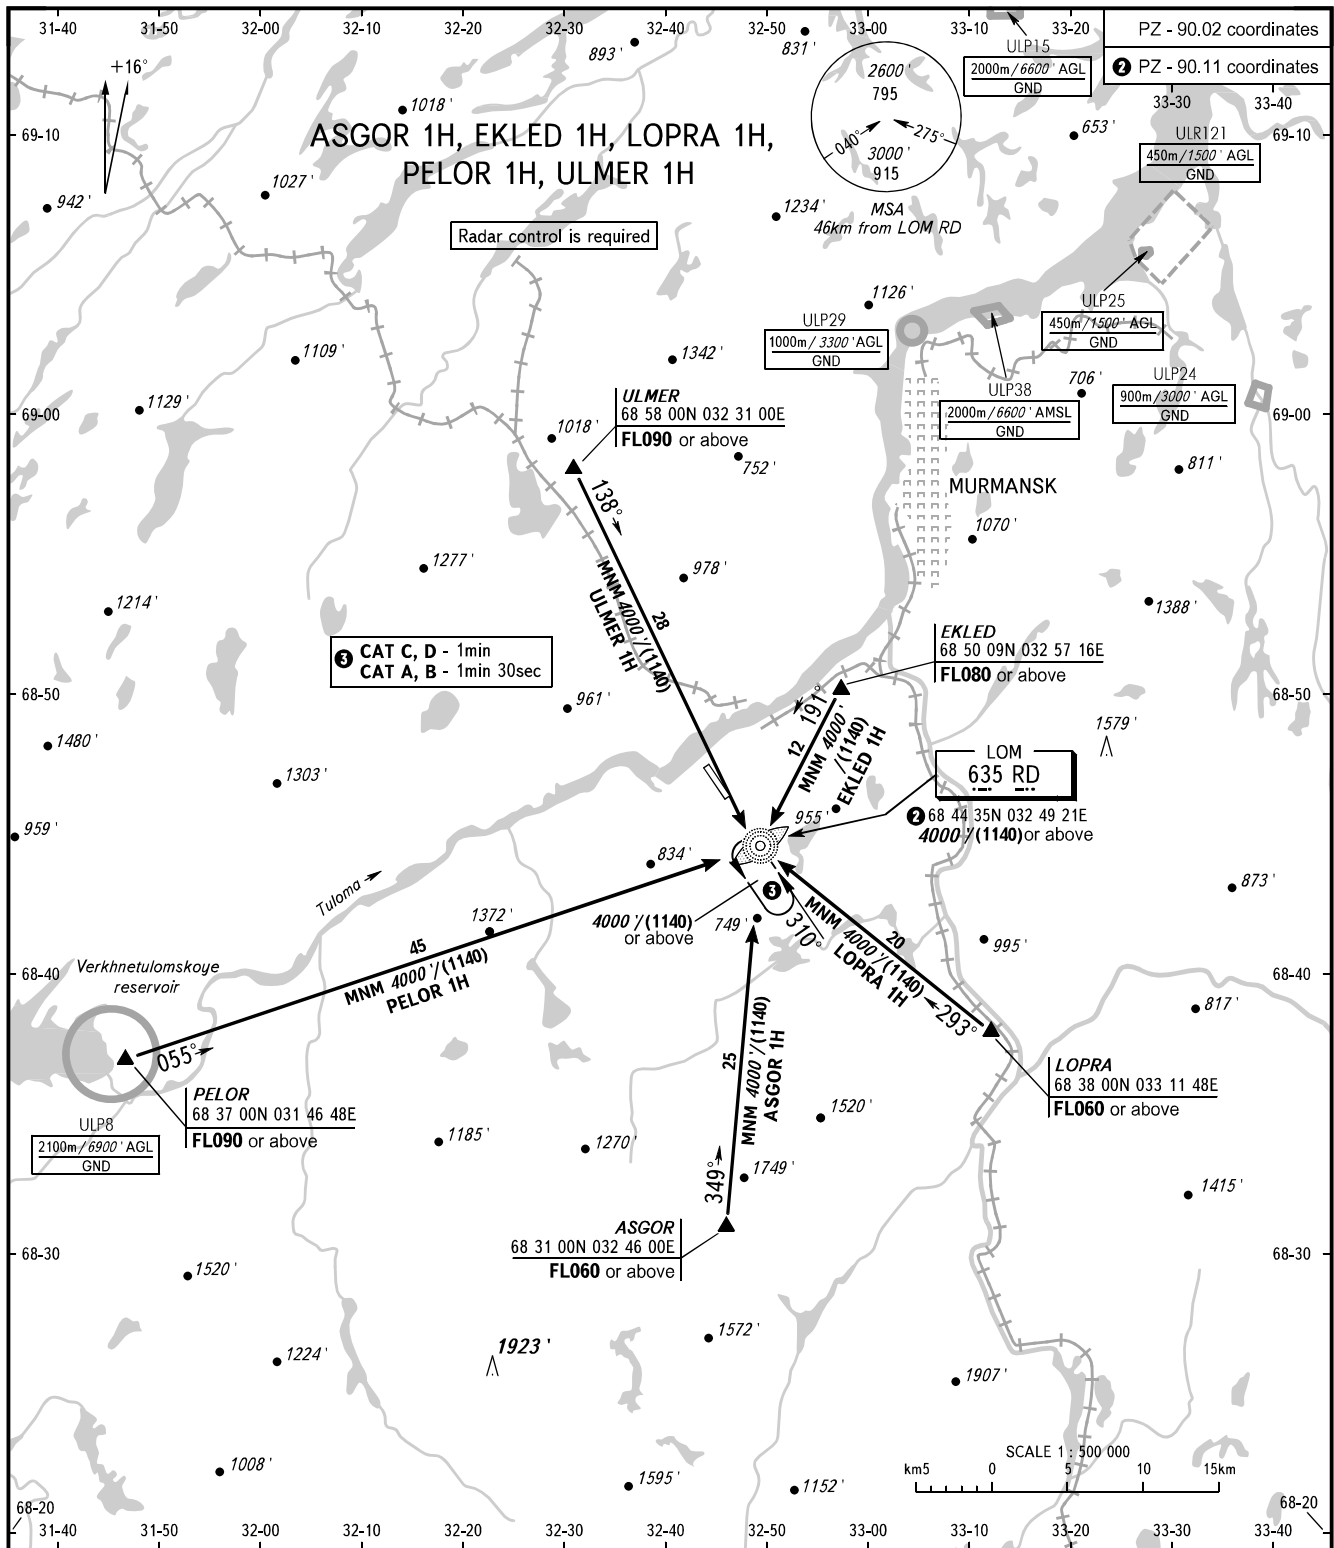 31-40
31-50
32-00
32-10
32-20
32-30
32-40
32-50
33-00
33-10
33-20
PZ - 90.02 coordinates
❷ PZ - 90.11 coordinates
33-30
33-40
+16°
893'
831'
2600'
795
040°
275°
3000'
915
MSA
46km from LOM RD
ULP15
2000m/6600' AGL
GND
69-10
1018'
ASGOR 1H, EKLED 1H, LOPRA 1H,
PELOR 1H, ULMER 1H
653'
ULR121
450m/1500' AGL
GND
69-10
942'
1027'
1234'
Radar control is required
1126'
ULP29
1000m/3300' AGL
GND
ULP25
450m/1500' AGL
GND
1109'
1342'
706'
ULP38
2000m/6600' AMSL
GND
ULP24
900m/3000' AGL
GND
69-00
1129'
ULMER
68 58 00N 032 31 00E
FL090 or above
69-00
1018'
752'
811'
MURMANSK
138°
1070'
1277'
978'
MNM 4000'/(1140)
ULMER 1H
28
1214'
1388'
❸ CAT C, D - 1min
CAT A, B - 1min 30sec
EKLED
68 50 09N 032 57 16E
FL080 or above
68-50
961'
191°
68-50
1480'
1579'
12
MNM 4000'
/(1140)
EKLED 1H
LOM
635 RD
1303'
955'
❷ 68 44 35N 032 49 21E
4000'/(1140) or above
959'
834'
873'
Tuloma
❸
1372'
4000'/(1140)
or above
749'
310°
MNM 4000'/(1140)
LOPRA 1H
20
995'
45
MNM 4000'/(1140)
PELOR 1H
Verkhnetulomskoye
reservoir
68-40
68-40
817'
293°
055°
25
MNM 4000'/(1140)
ASGOR 1H
LOPRA
68 38 00N 033 11 48E
FL060 or above
PELOR
68 37 00N 031 46 48E
FL090 or above
ULP8
2100m/6900' AGL
GND
1185'
1270'
1520'
349°
1749'
1415'
ASGOR
68 31 00N 032 46 00E
FL060 or above
68-30
68-30
1520'
1572'
1923'
1224'
1907'
1008'
1595'
1152'
SCALE 1 : 500 000
km5
0
5
10
15km
68-20
68-20
31-40
31-50
32-00
32-10
32-20
32-30
32-40
32-50
33-00
33-10
33-20
33-30
33-40